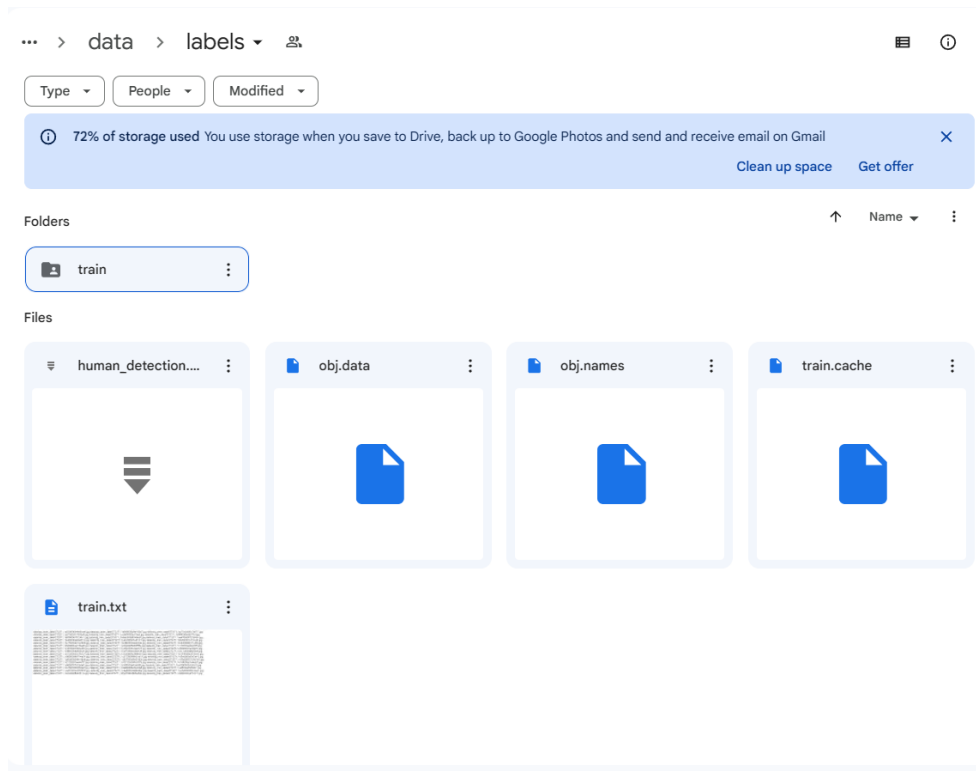 ... > data > labels
Type People Modified
72% of storage used You use storage when you save to Drive, back up to Google Photos and send and receive email on Gmail
Clean up space Get offer
Folders
Name
train
Files
human_detection....
obj.data
obj.names
train.cache
train.txt